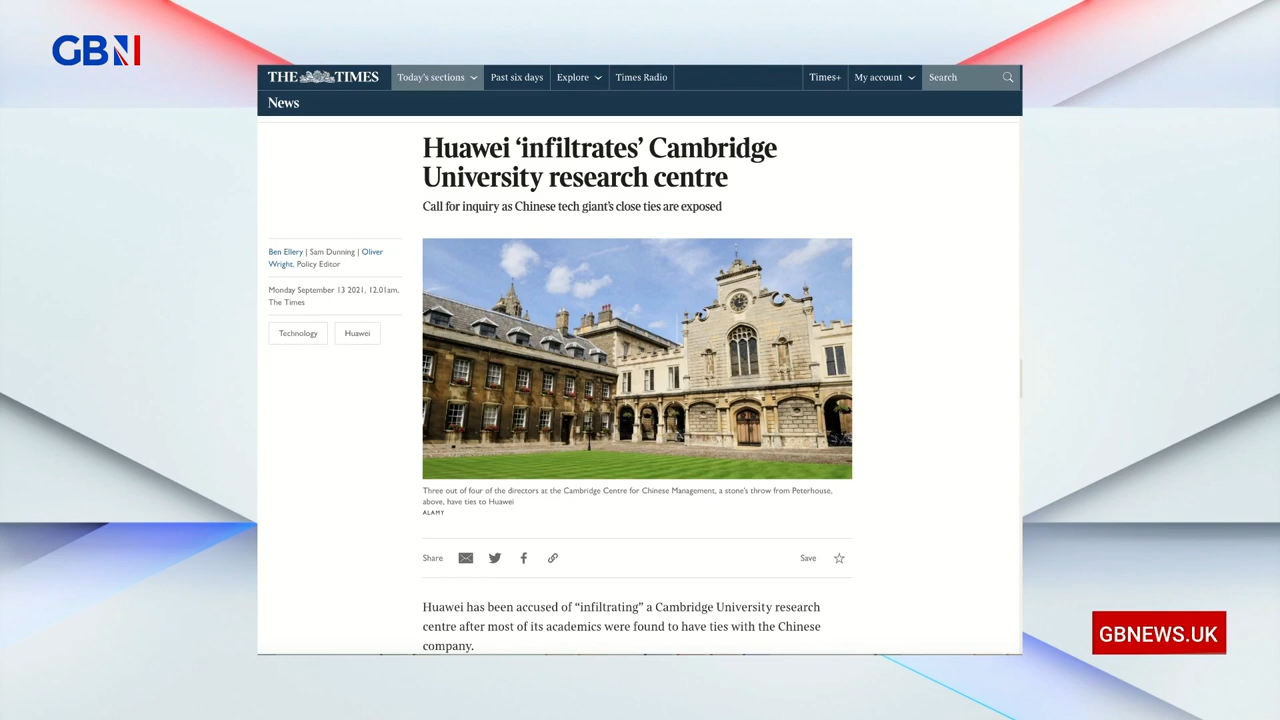 GBN
THE TIMES
Today's sections
Past six days
Explore
Times Radio
Times+
My account
Search
News
Huawei ‘infiltrates’ Cambridge
University research centre
Call for inquiry as Chinese tech giant's close ties are exposed
Ben Ellery | Sam Dunning | Oliver
Wright, Policy Editor
Monday September 13 2021, 12.01am,
The Times
Technology
Huawei
Three out of four of the directors at the Cambridge Centre for Chinese Management, a stone's throw from Peterhouse,
above, have ties to Huawei
ALAMY
Share
Save
Huawei has been accused of “infiltrating” a Cambridge University research
centre after most of its academics were found to have ties with the Chinese
company.
GBNEWS.UK